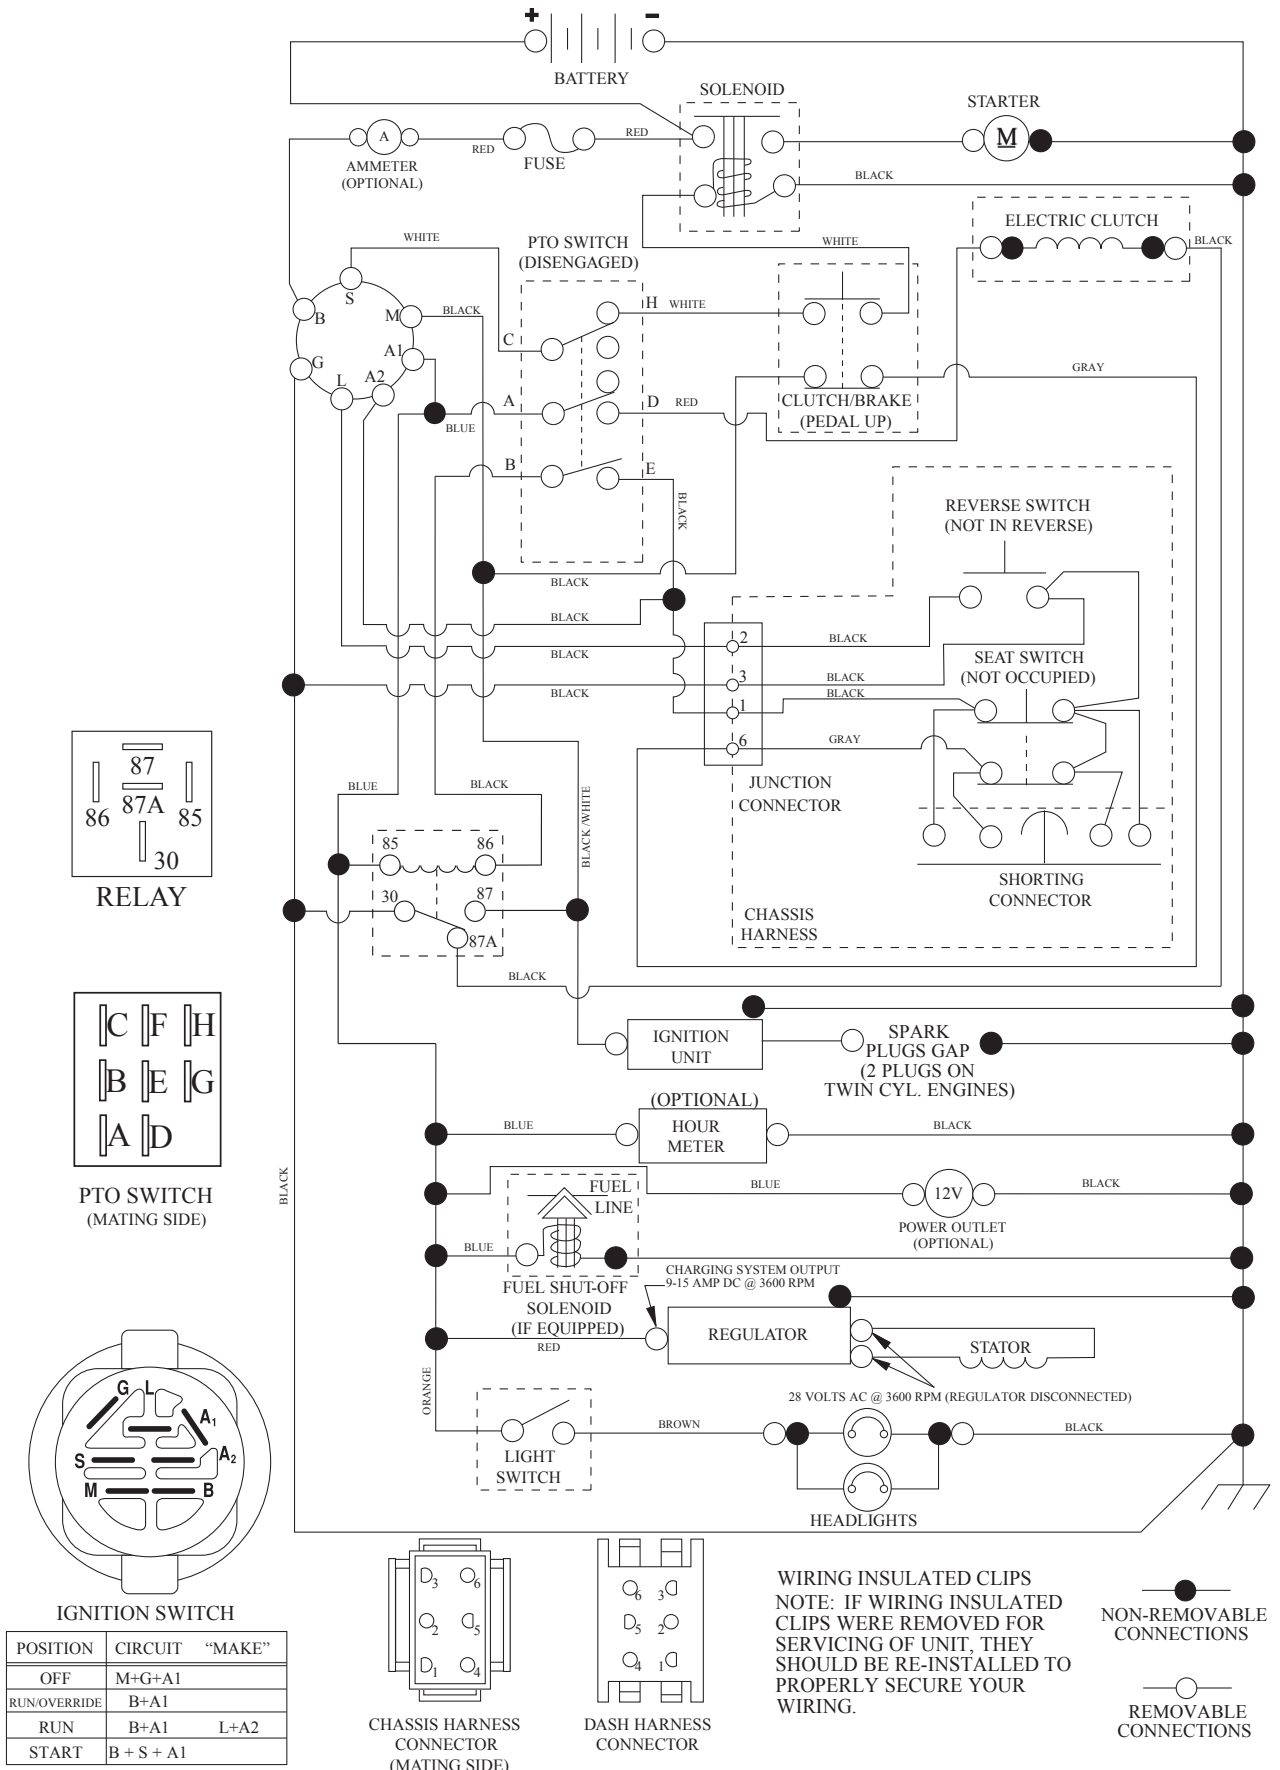 + −
BATTERY
SOLENOID
STARTER
A
M
AMMETER
(OPTIONAL)
RED
FUSE
RED
BLACK
ELECTRIC CLUTCH
BLACK
WHITE
PTO SWITCH
(DISENGAGED)
WHITE
S
B
M
BLACK
G
A1
L
A2
C
H
WHITE
A
D
RED
BLUE
B
E
BLACK
CLUTCH/BRAKE
(PEDAL UP)
GRAY
REVERSE SWITCH
(NOT IN REVERSE)
BLACK
BLACK
BLACK
BLACK
2
BLACK
SEAT SWITCH
(NOT OCCUPIED)
3
BLACK
BLACK
1
6
GRAY
JUNCTION
CONNECTOR
SHORTING
CONNECTOR
CHASSIS
HARNESS
87
86
87A
85
30
RELAY
BLUE
BLACK
BLACK /WHITE
85
86
30
87
87A
BLACK
C F H
B E G
A D
PTO SWITCH
(MATING SIDE)
BLACK
IGNITION
UNIT
SPARK
PLUGS GAP
(2 PLUGS ON
TWIN CYL. ENGINES)
(OPTIONAL)
HOUR
METER
BLUE
BLACK
BLUE
12V
BLACK
POWER OUTLET
(OPTIONAL)
FUEL
LINE
BLUE
FUEL SHUT-OFF
SOLENOID
(IF EQUIPPED)
CHARGING SYSTEM OUTPUT
9-15 AMP DC @ 3600 RPM
RED
REGULATOR
STATOR
28 VOLTS AC @ 3600 RPM (REGULATOR DISCONNECTED)
ORANGE
LIGHT
SWITCH
BROWN
BLACK
HEADLIGHTS
G L
A1
S
A2
M
B
IGNITION SWITCH
POSITION CIRCUIT “MAKE”
OFF M+G+A1
RUN/OVERRIDE B+A1
RUN B+A1 L+A2
START B + S + A1
3 6
2 5
1 4
CHASSIS HARNESS
CONNECTOR
(MATING SIDE)
6 3
5 2
4 1
DASH HARNESS
CONNECTOR
WIRING INSULATED CLIPS
NOTE: IF WIRING INSULATED
CLIPS WERE REMOVED FOR
SERVICING OF UNIT, THEY
SHOULD BE RE-INSTALLED TO
PROPERLY SECURE YOUR
WIRING.
NON-REMOVABLE
CONNECTIONS
REMOVABLE
CONNECTIONS